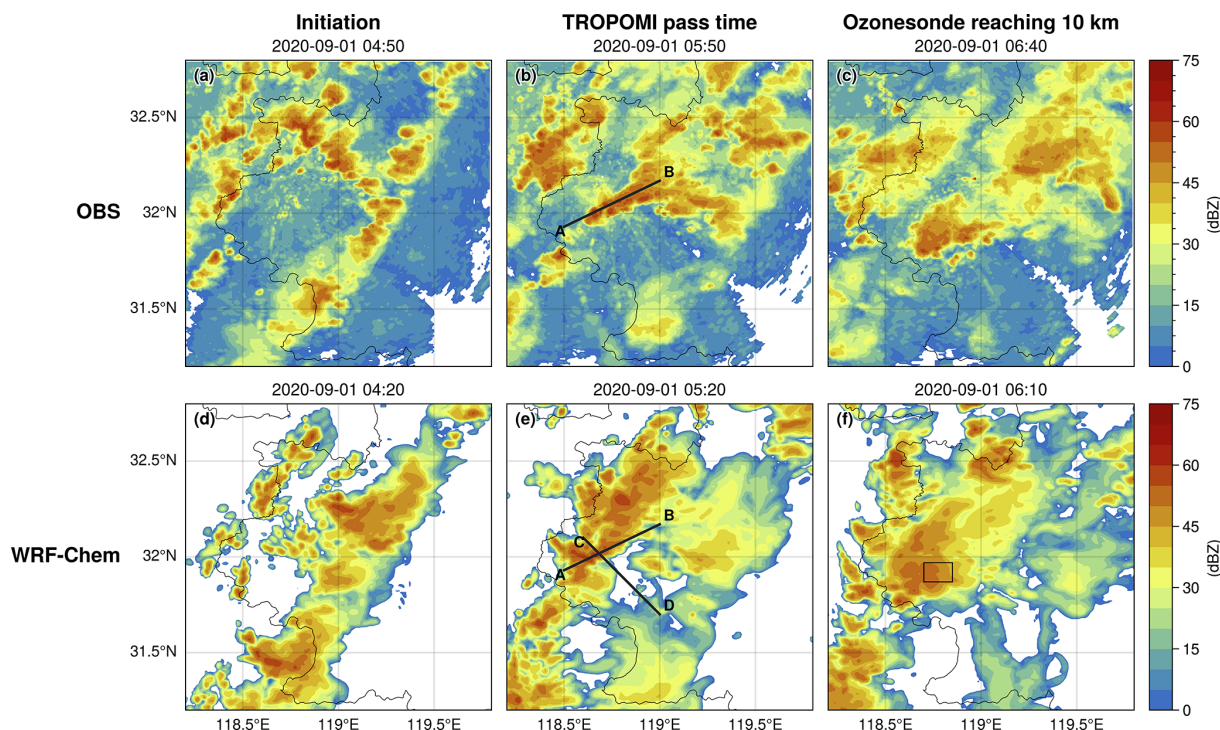 Initiation
TROPOMI pass time
Ozonesonde reaching 10 km
2020-09-01 04:50
2020-09-01 05:50
2020-09-01 06:40
(a)
(b)
(c)
A
B
OBS
32.5°N
32°N
31.5°N
75
60
45
30
15
0
(dBZ)
2020-09-01 04:20
2020-09-01 05:20
2020-09-01 06:10
(d)
(e)
(f)
A
B
C
D
WRF-Chem
32.5°N
32°N
31.5°N
118.5°E
119°E
119.5°E
118.5°E
119°E
119.5°E
118.5°E
119°E
119.5°E
75
60
45
30
15
0
(dBZ)